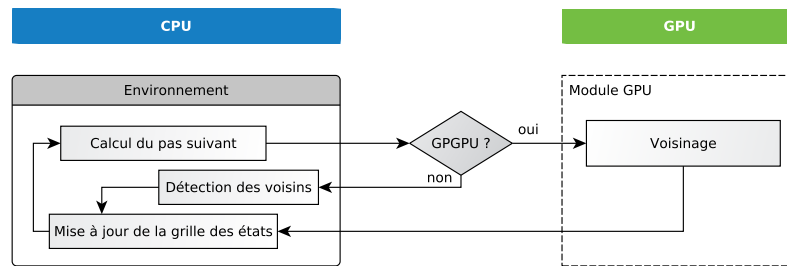 CPU
GPU
Environnement
Module GPU
Calcul du pas suivant
GPGPU ?
oui
Voisinage
non
Détection des voisins
Mise à jour de la grille des états